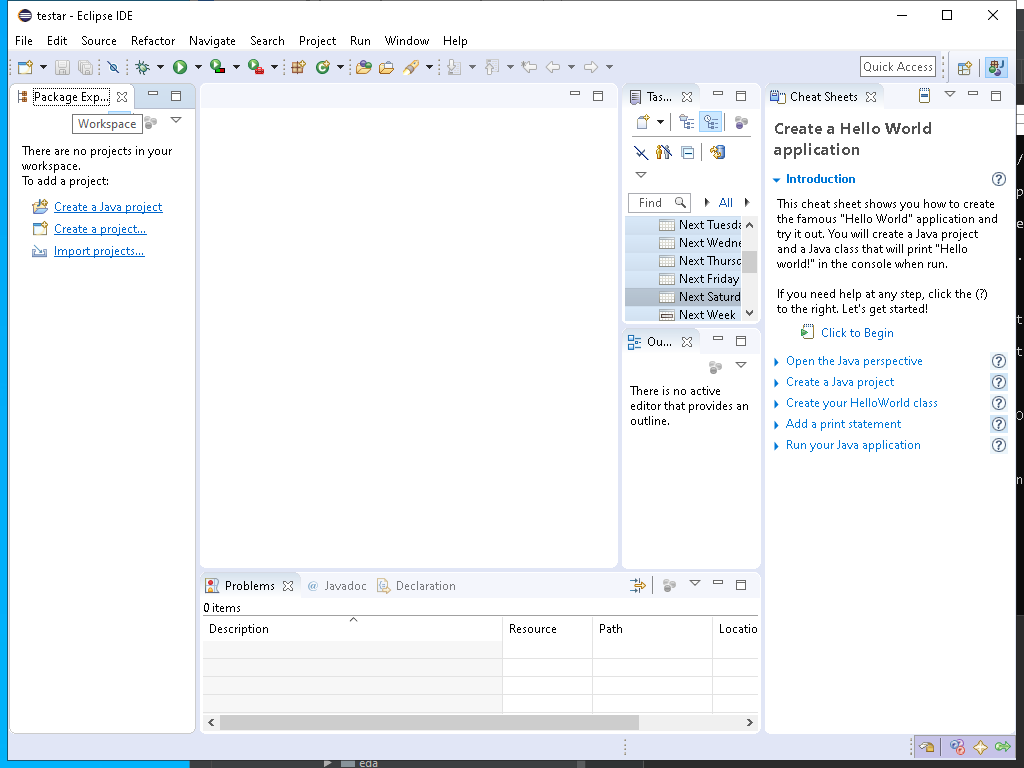 testar - Eclipse IDE
File Edit Source Refactor Navigate Search Project Run Window Help
Quick Access
Package Exp...
Workspace
There are no projects in your
workspace.
To add a project:
Create a Java project
Create a project...
Import projects...
Tas...
Find
All
Next Tuesda
Next Wedne
Next Thursd
Next Friday
Next Saturd
Next Week
Ou...
There is no active
editor that provides an
outline.
Cheat Sheets
Create a Hello World
application
Introduction
This cheat sheet shows you how to create
the famous "Hello World" application and
try it out. You will create a Java project
and a Java class that will print "Hello
world!" in the console when run.
If you need help at any step, click the (?)
to the right. Let's get started!
Click to Begin
Open the Java perspective
Create a Java project
Create your HelloWorld class
Add a print statement
Run your Java application
Problems
@ Javadoc
Declaration
0 items
Description Resource Path Locatio
eda